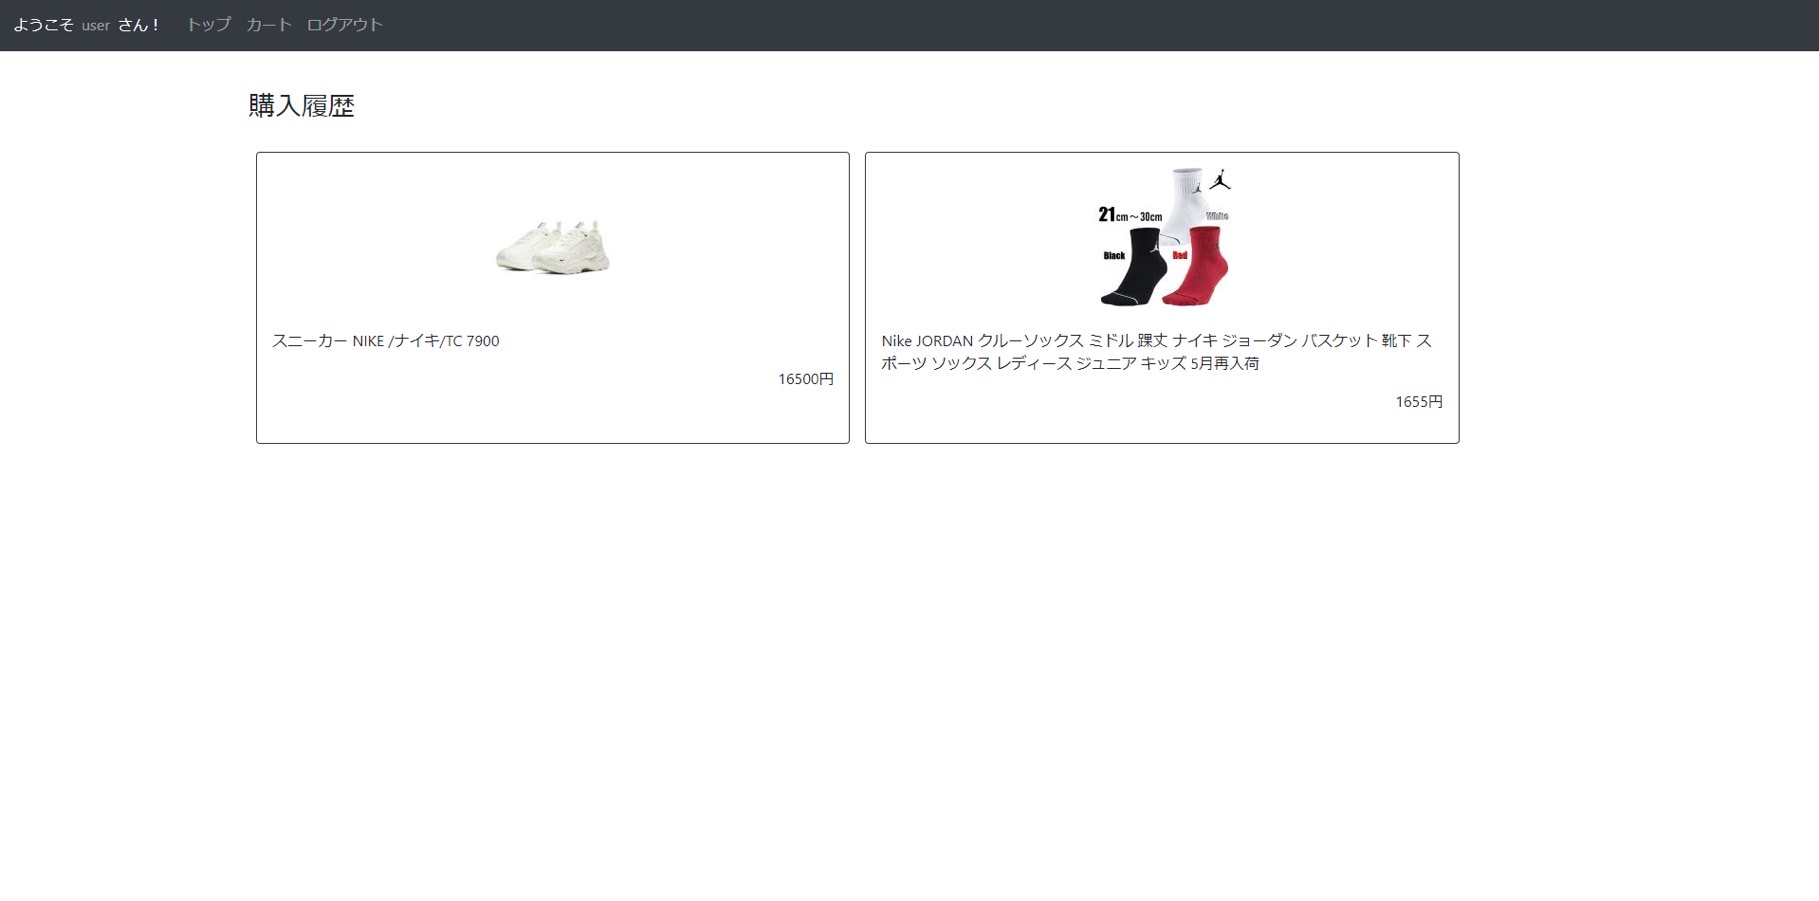 ようこそ user さん！ トップ カート ログアウト
購入履歴
21cm～30cm
White
Black
Red
スニーカー NIKE /ナイキ/TC 7900
16500円
Nike JORDAN クルーソックス ミドル 踝丈 ナイキ ジョーダン バスケット 靴下 ス
ポーツ ソックス レディース ジュニア キッズ 5月再入荷
1655円